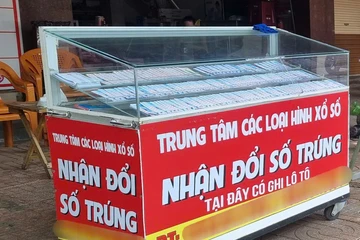 TRUNG TÂM CÁC LOẠI HÌNH XỔ SỐ
NHẬN ĐỔI
SỐ TRÚNG
TRUNG TÂM CÁC LOẠI HÌNH XỔ SỐ
NHẬN ĐỔI SỐ TRÚNG
TẠI ĐÂY CÓ GHI LÔ TÔ